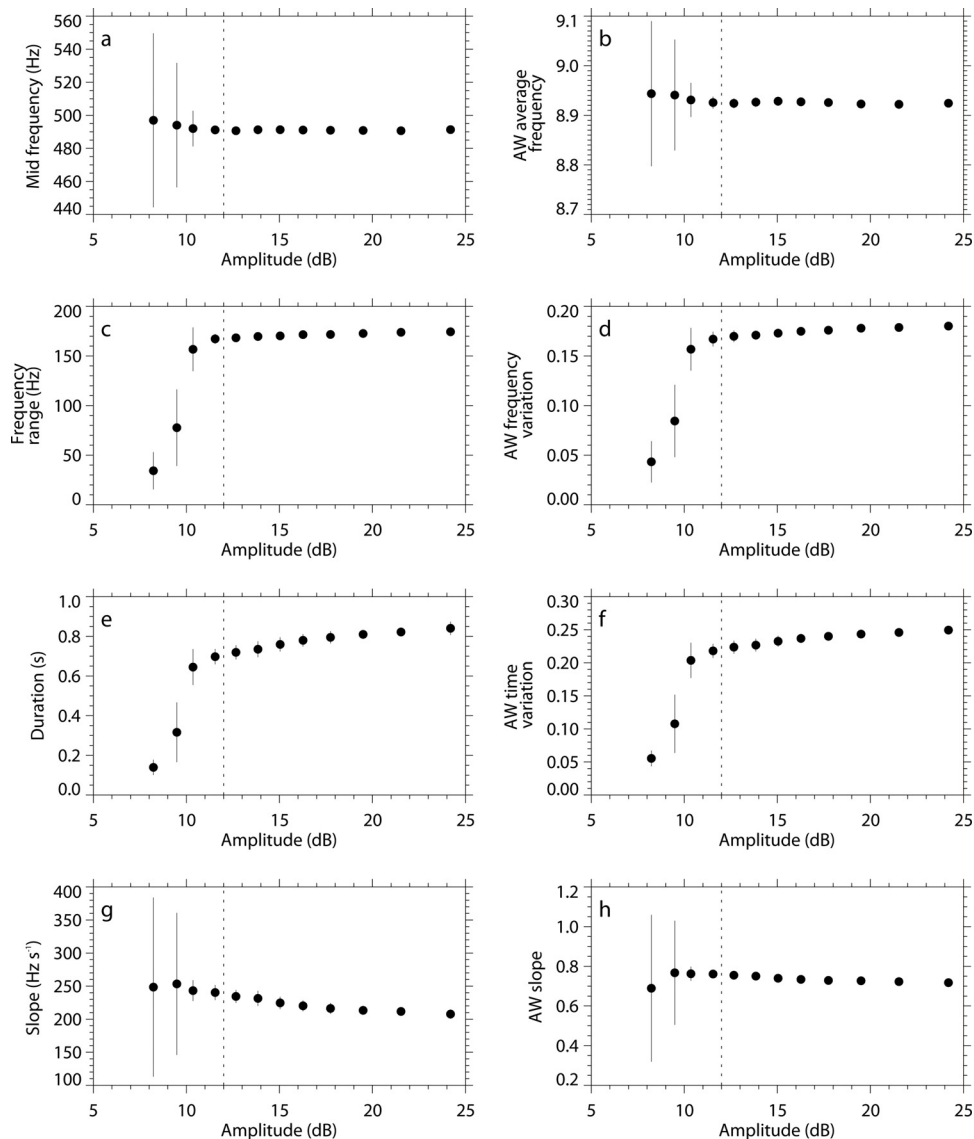 a
Mid frequency (Hz)
560
540
520
500
480
460
440
5 10 15 20 25
Amplitude (dB)
b
AW average
frequency
9.1
9.0
8.9
8.8
8.7
5 10 15 20 25
Amplitude (dB)
c
Frequency
range (Hz)
200
150
100
50
0
5 10 15 20 25
Amplitude (dB)
d
AW frequency
variation
0.20
0.15
0.10
0.05
0.00
5 10 15 20 25
Amplitude (dB)
e
Duration (s)
1.0
0.8
0.6
0.4
0.2
0.0
5 10 15 20 25
Amplitude (dB)
f
AW time
variation
0.30
0.25
0.20
0.15
0.10
0.05
0.00
5 10 15 20 25
Amplitude (dB)
g
Slope (Hz s⁻¹)
400
350
300
250
200
150
100
5 10 15 20 25
Amplitude (dB)
h
AW slope
1.2
1.0
0.8
0.6
0.4
0.2
5 10 15 20 25
Amplitude (dB)